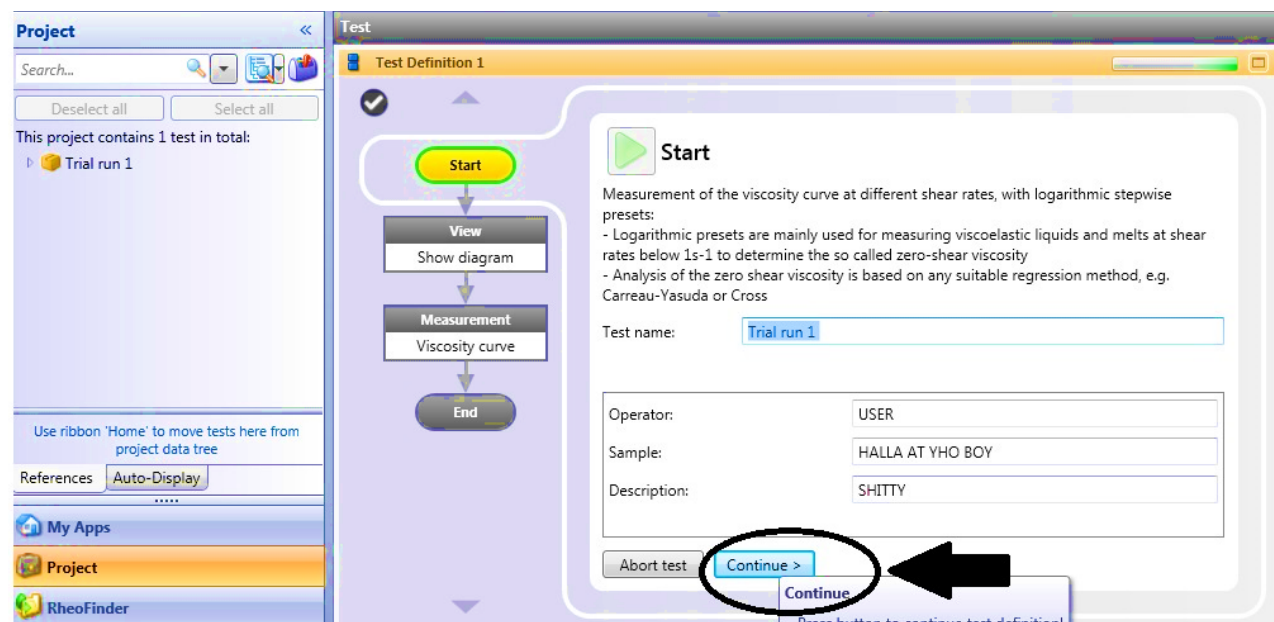 Project
«
Search...
Deselect all
Select all
This project contains 1 test in total:
Trial run 1
Use ribbon 'Home' to move tests here from
project data tree
References
Auto-Display
My Apps
Project
RheoFinder
Test
Test Definition 1
Start
View
Show diagram
Measurement
Viscosity curve
End
Start
Measurement of the viscosity curve at different shear rates, with logarithmic stepwise
presets:
- Logarithmic presets are mainly used for measuring viscoelastic liquids and melts at shear
rates below 1s-1 to determine the so called zero-shear viscosity
- Analysis of the zero shear viscosity is based on any suitable regression method, e.g.
Carreau-Yasuda or Cross
Test name: Trial run 1
Operator: USER
Sample: HALLA AT YHO BOY
Description: SHITTY
Abort test
Continue >
Continue
Press button to continue test definition!